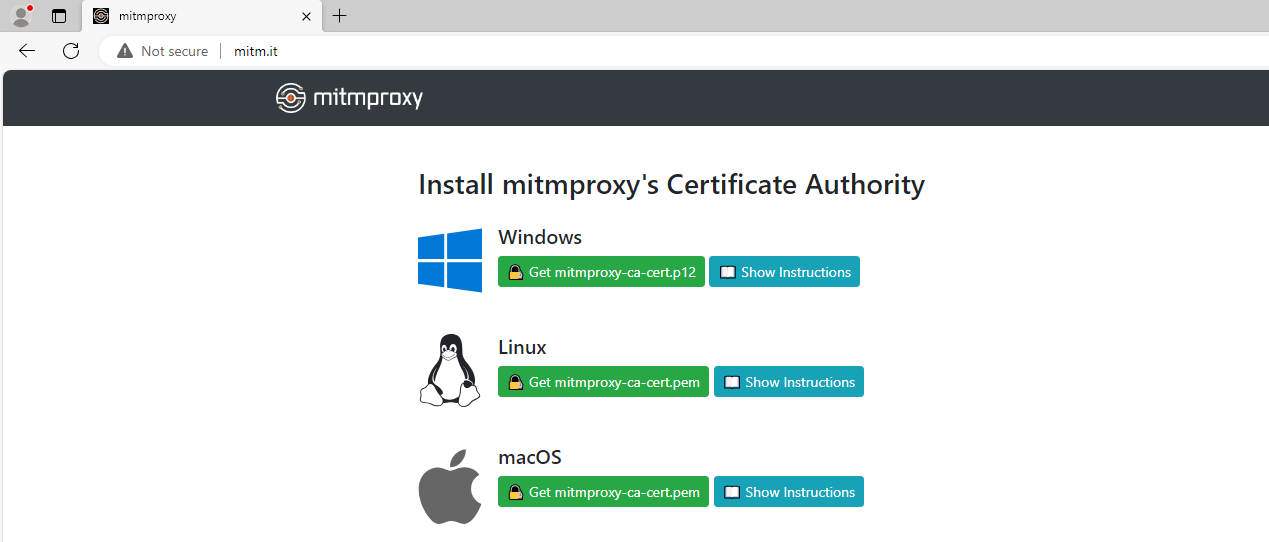 mitmproxy
Not secure mitm.it
mitmproxy
Install mitmproxy's Certificate Authority
Windows
Get mitmproxy-ca-cert.p12 Show Instructions
Linux
Get mitmproxy-ca-cert.pem Show Instructions
macOS
Get mitmproxy-ca-cert.pem Show Instructions